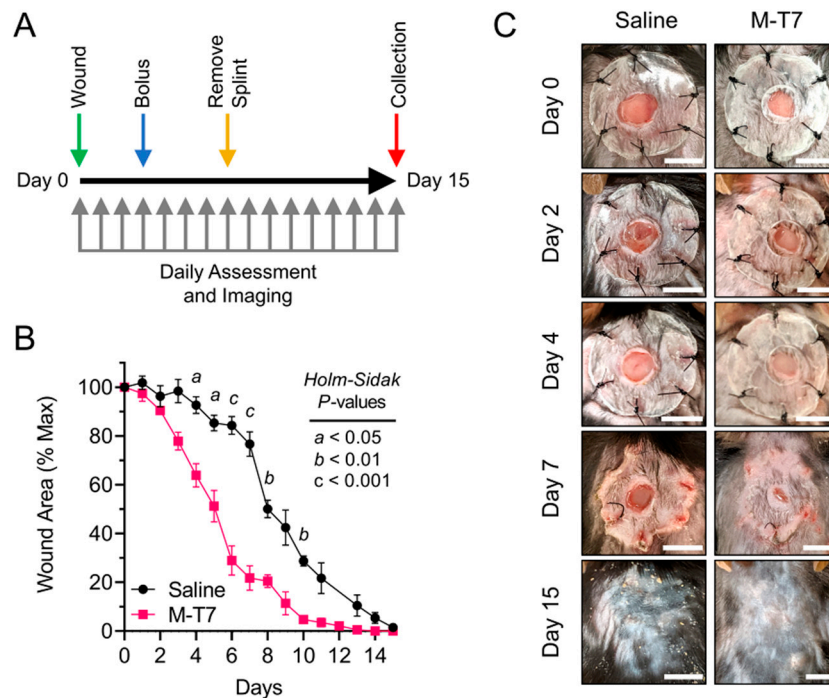 A
Wound
Bolus
Remove
Splint
Collection
Day 0
Day 15
Daily Assessment
and Imaging
B
Wound Area (% Max)
100
80
60
40
20
0
a
a
c
c
b
b
Holm-Sidak
P-values
a < 0.05
b < 0.01
c < 0.001
Saline
M-T7
0 2 4 6 8 10 12 14
Days
C
Saline M-T7
Day 0
Day 2
Day 4
Day 7
Day 15